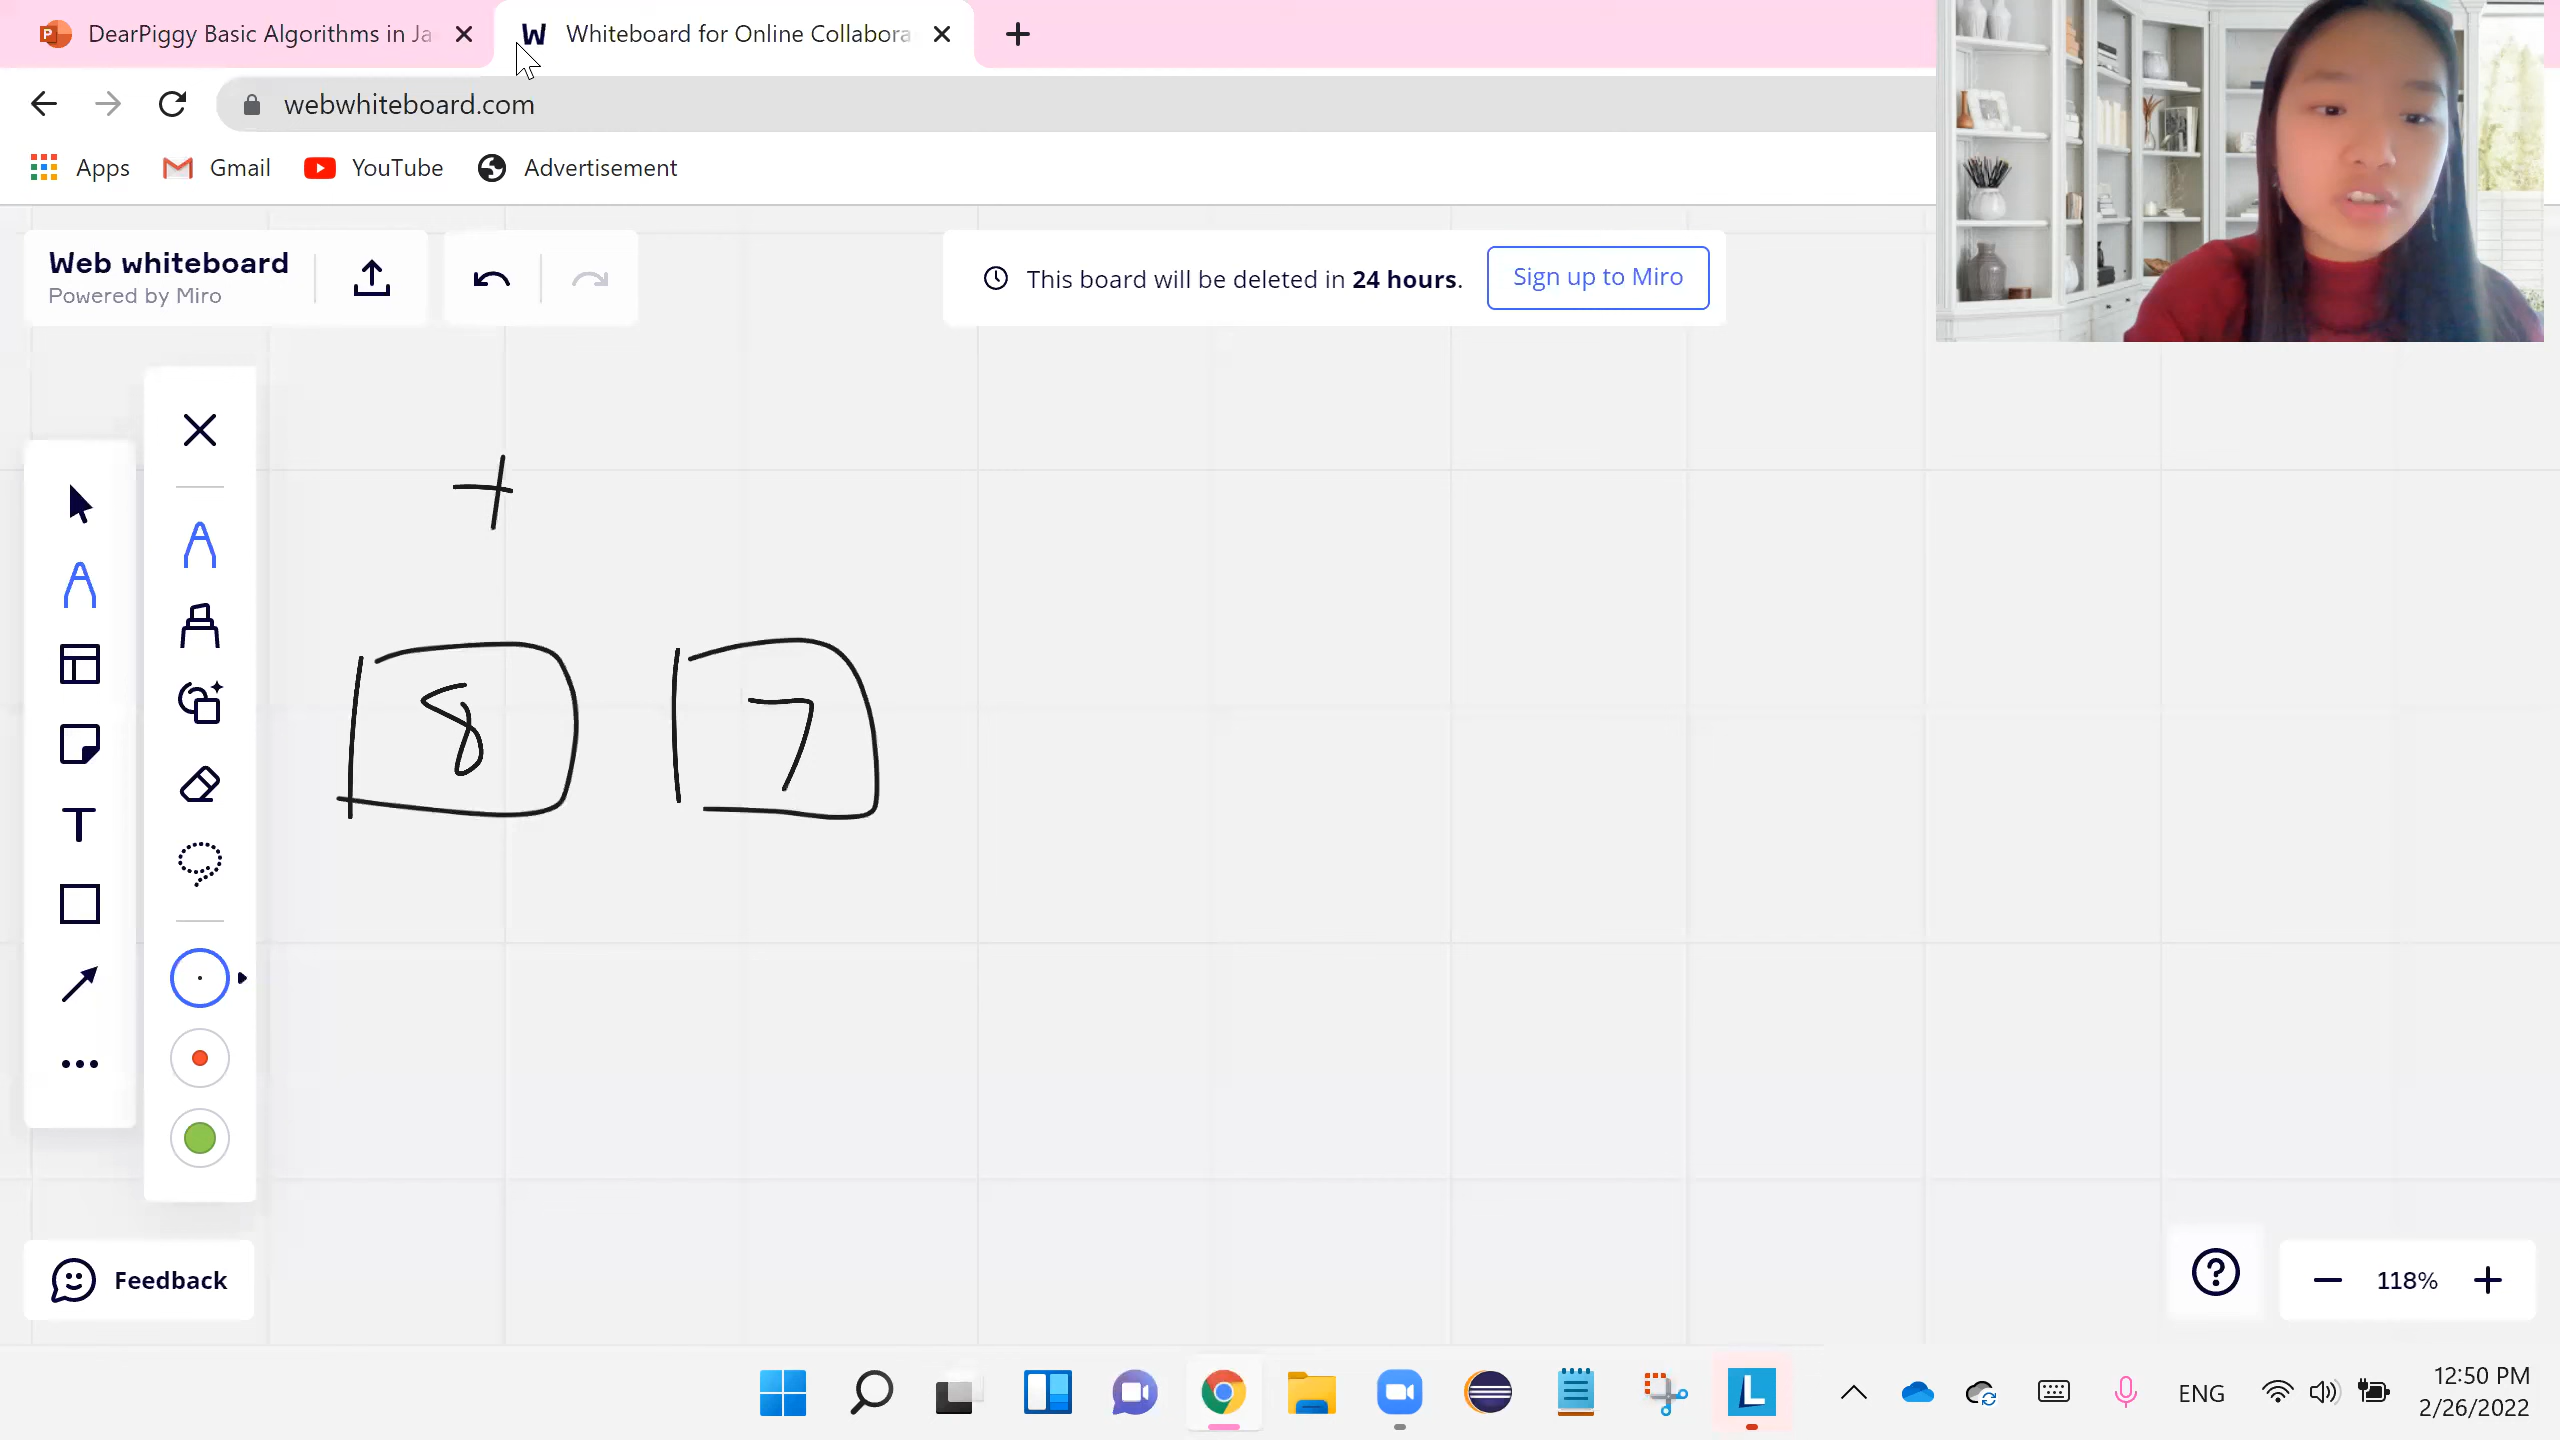 DearPiggy Basic Algorithms in Ja
Whiteboard for Online Collabora
webwhiteboard.com
Apps
Gmail
YouTube
Advertisement
Web whiteboard
Powered by Miro
This board will be deleted in 24 hours.
Sign up to Miro
+
8
7
Feedback
118%
ENG
12:50 PM
2/26/2022